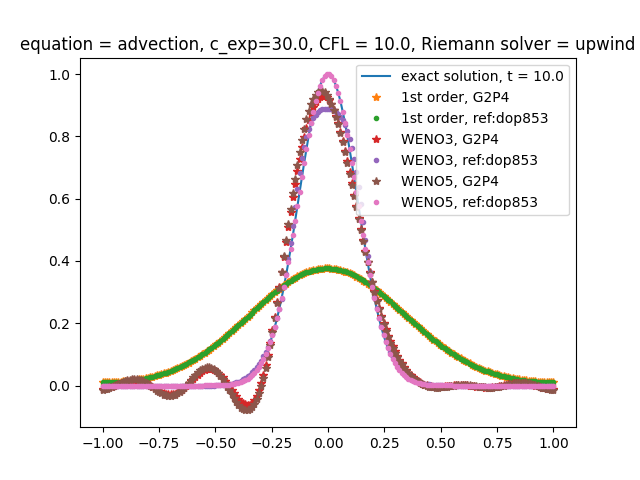 equation = advection, c_exp=30.0, CFL = 10.0, Riemann solver = upwind
exact solution, t = 10.0
1st order, G2P4
1st order, ref:dop853
WENO3, G2P4
WENO3, ref:dop853
WENO5, G2P4
WENO5, ref:dop853
1.0
0.8
0.6
0.4
0.2
0.0
−1.00 −0.75 −0.50 −0.25 0.00 0.25 0.50 0.75 1.00